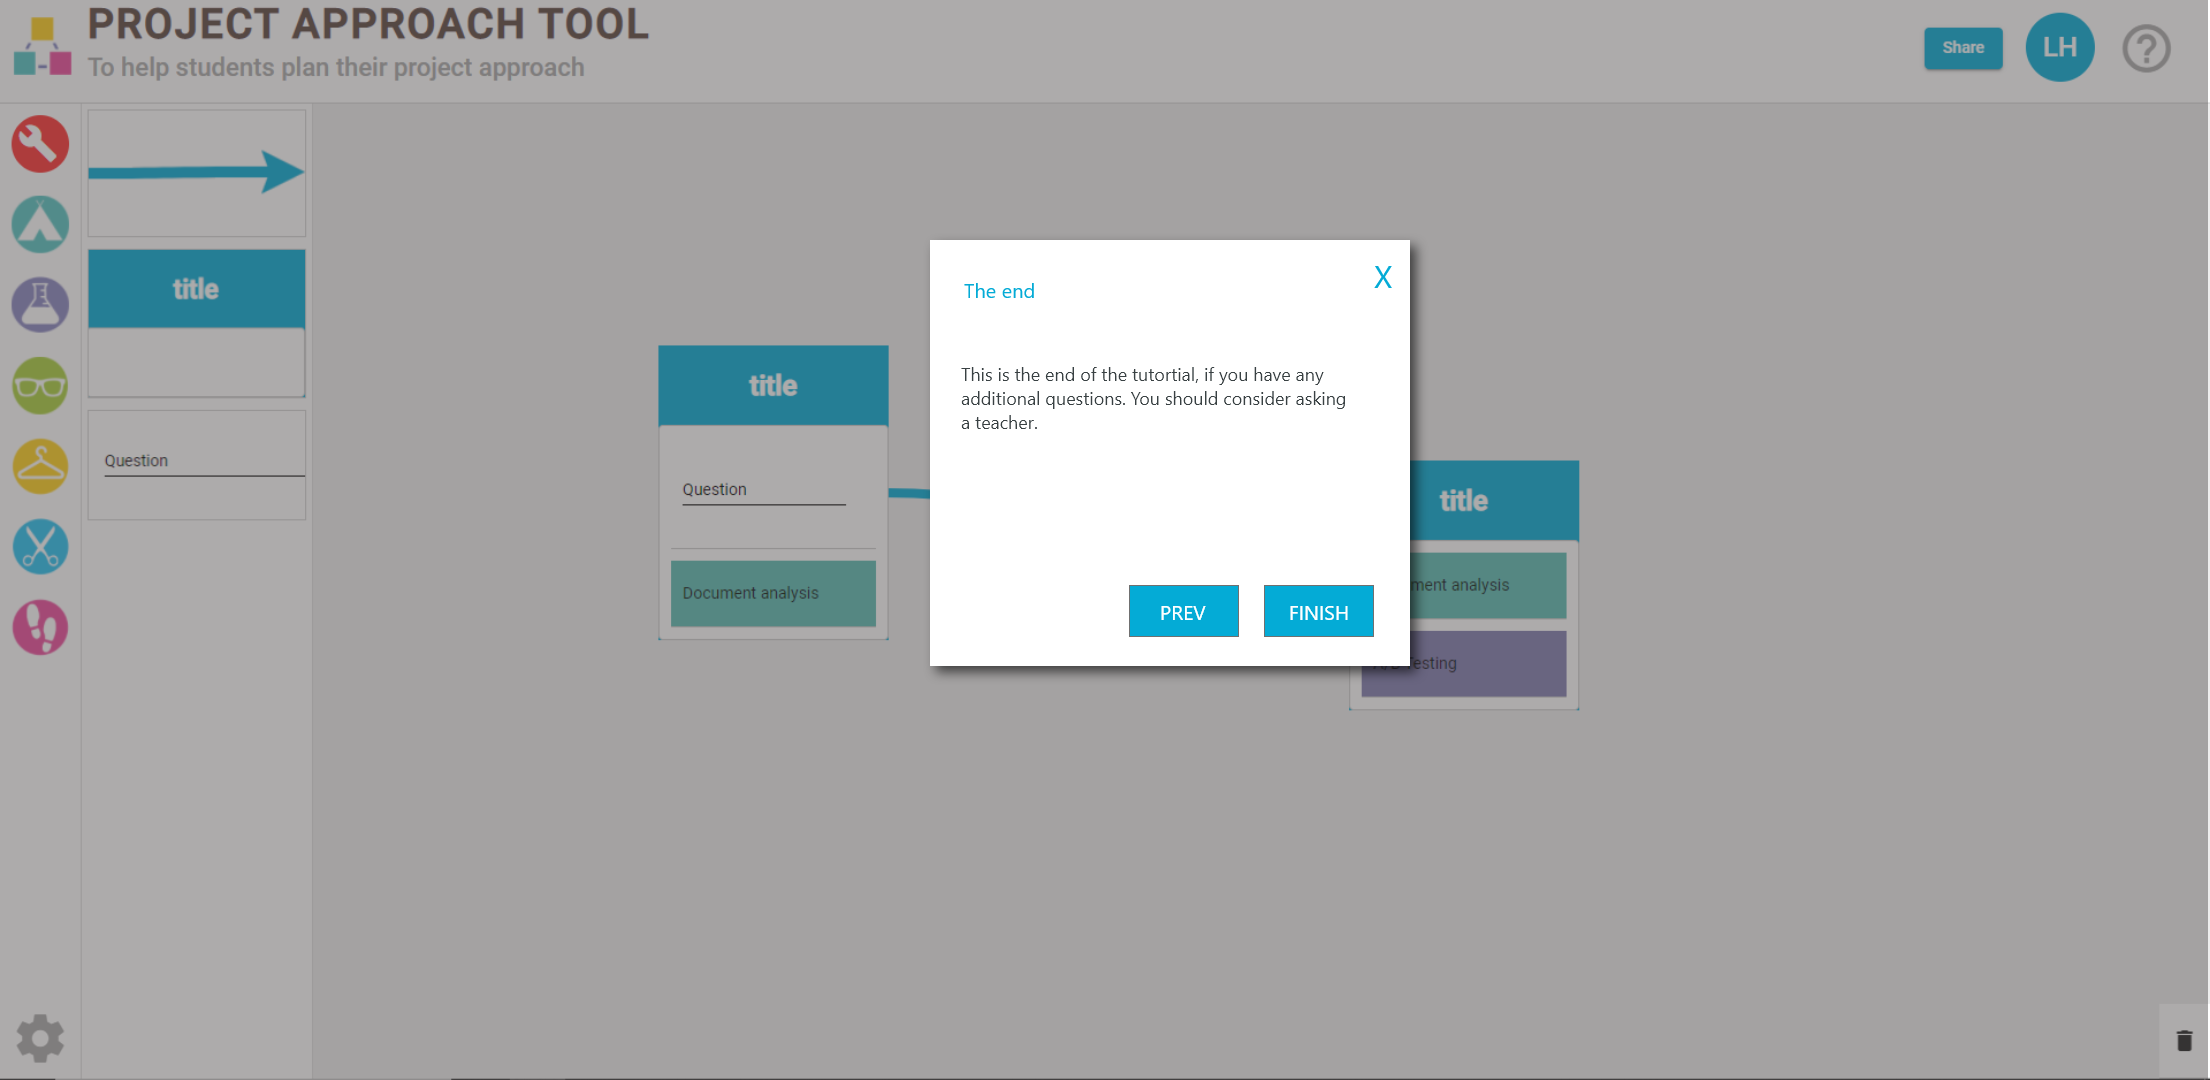 PROJECT APPROACH TOOL
To help students plan their project approach
Share
LH
?
title
Question
title
Question
Document analysis
The end
X
This is the end of the tutortial, if you have any
additional questions. You should consider asking
a teacher.
PREV
FINISH
title
ment analysis
esting